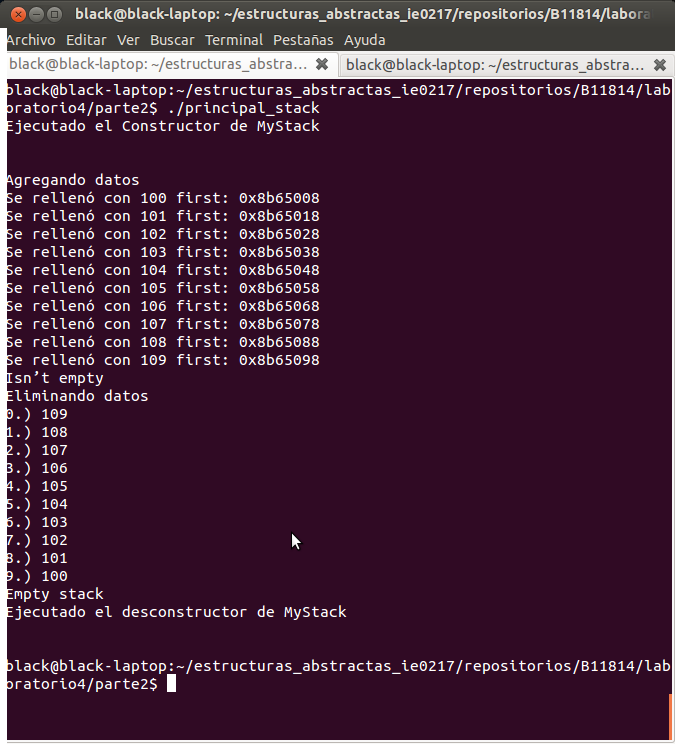 black@black-laptop: ~/estructuras_abstractas_ie0217/repositorios/B11814/labora
Archivo Editar Ver Buscar Terminal Pestañas Ayuda
black@black-laptop: ~/estructuras_abstra... black@black-laptop: ~/estructuras_abstra...
black@black-laptop:~/estructuras_abstractas_ie0217/repositorios/B11814/lab
oratorio4/parte2$ ./principal_stack
Ejecutado el Constructor de MyStack
Agregando datos
Se rellenó con 100 first: 0x8b65008
Se rellenó con 101 first: 0x8b65018
Se rellenó con 102 first: 0x8b65028
Se rellenó con 103 first: 0x8b65038
Se rellenó con 104 first: 0x8b65048
Se rellenó con 105 first: 0x8b65058
Se rellenó con 106 first: 0x8b65068
Se rellenó con 107 first: 0x8b65078
Se rellenó con 108 first: 0x8b65088
Se rellenó con 109 first: 0x8b65098
Isn’t empty
Eliminando datos
0.) 109
1.) 108
2.) 107
3.) 106
4.) 105
5.) 104
6.) 103
7.) 102
8.) 101
9.) 100
Empty stack
Ejecutado el desconstructor de MyStack
black@black-laptop:~/estructuras_abstractas_ie0217/repositorios/B11814/lab
oratorio4/parte2$